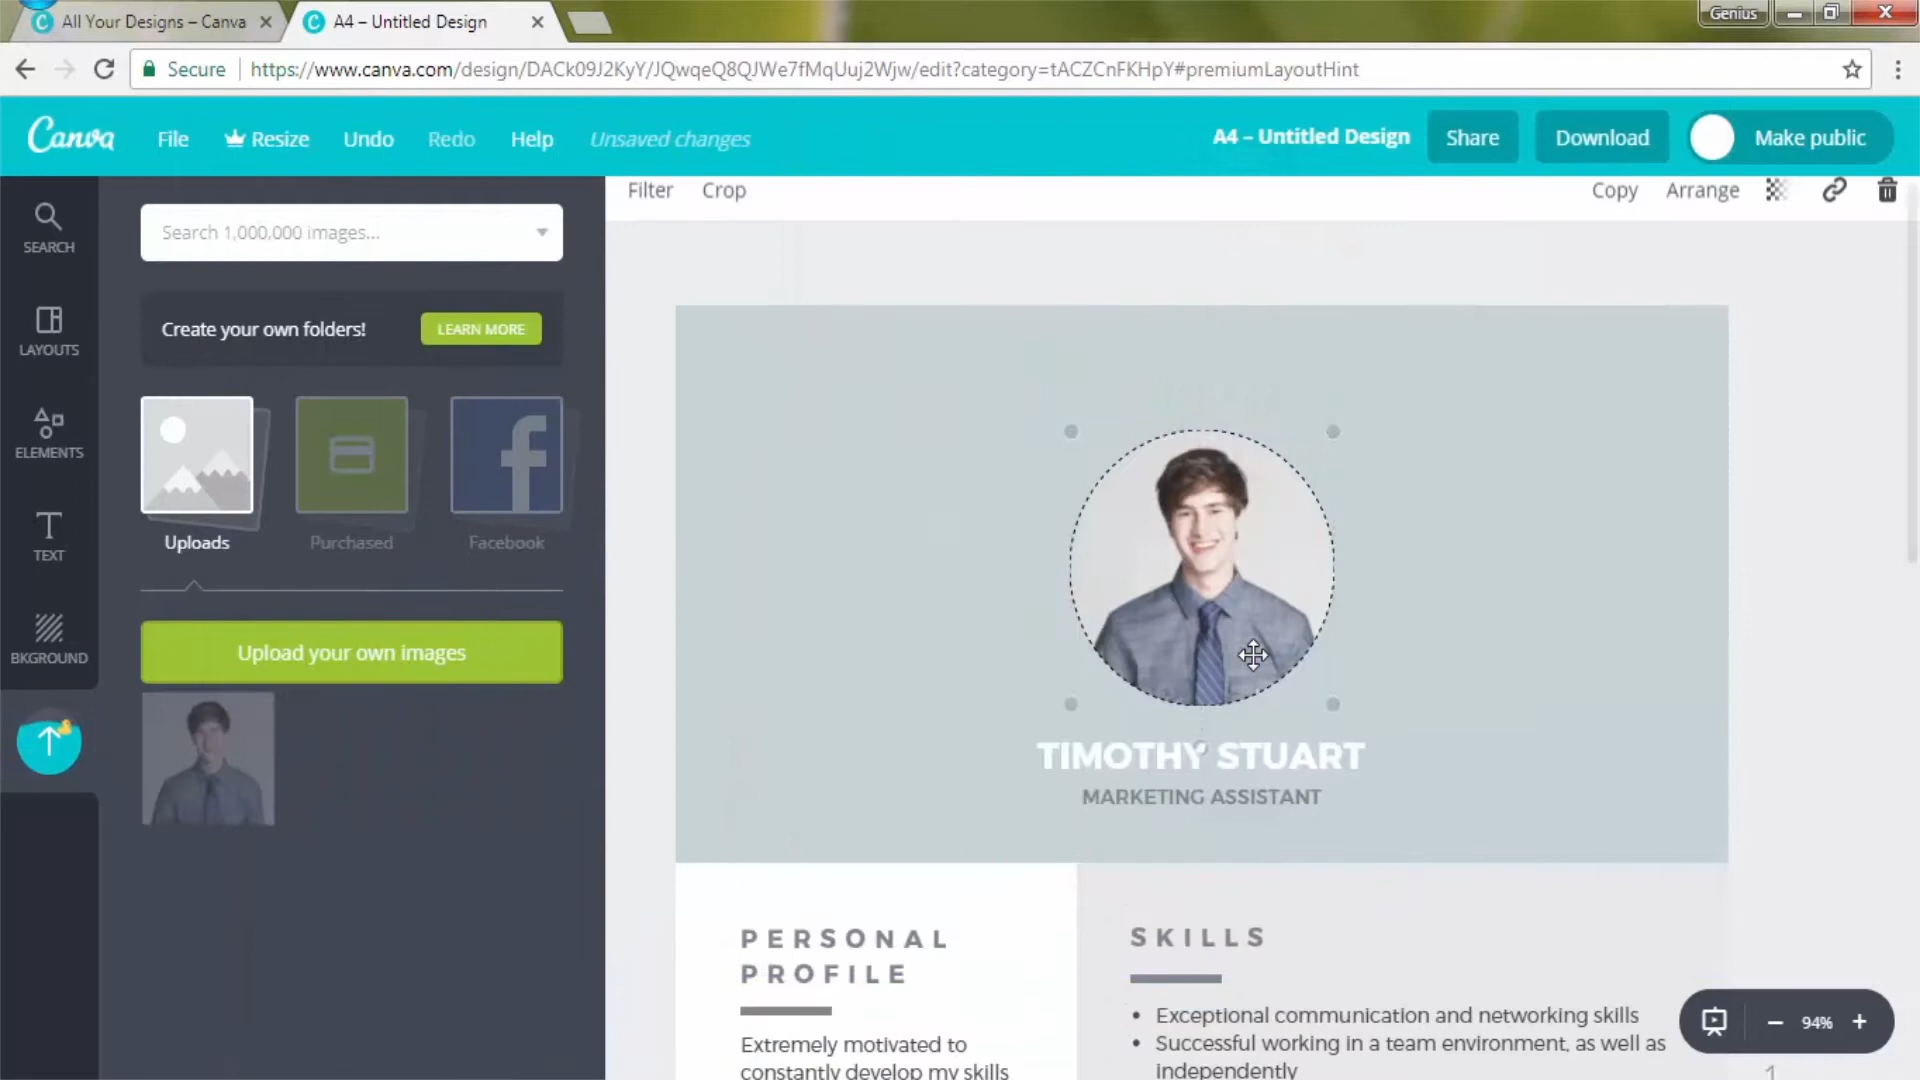 All Your Designs – Canva
A4 – Untitled Design
Genius
Secure
https://www.canva.com/design/DACk09J2KyY/JQwqeQ8QJWe7fMqUuj2Wjw/edit?category=tACZCnFKHpY#premiumLayoutHint
Canva
File
Resize
Undo
Redo
Help
Unsaved changes
A4 – Untitled Design
Share
Download
Make public
Filter
Crop
Copy
Arrange
SEARCH
LAYOUTS
ELEMENTS
TEXT
BKGROUND
Search 1,000,000 images...
Create your own folders!
LEARN MORE
Uploads
Purchased
Facebook
Upload your own images
TIMOTHY STUART
MARKETING ASSISTANT
PERSONAL
PROFILE
Extremely motivated to
constantly develop my skills
SKILLS
• Exceptional communication and networking skills
• Successful working in a team environment, as well as
independently
94%
1